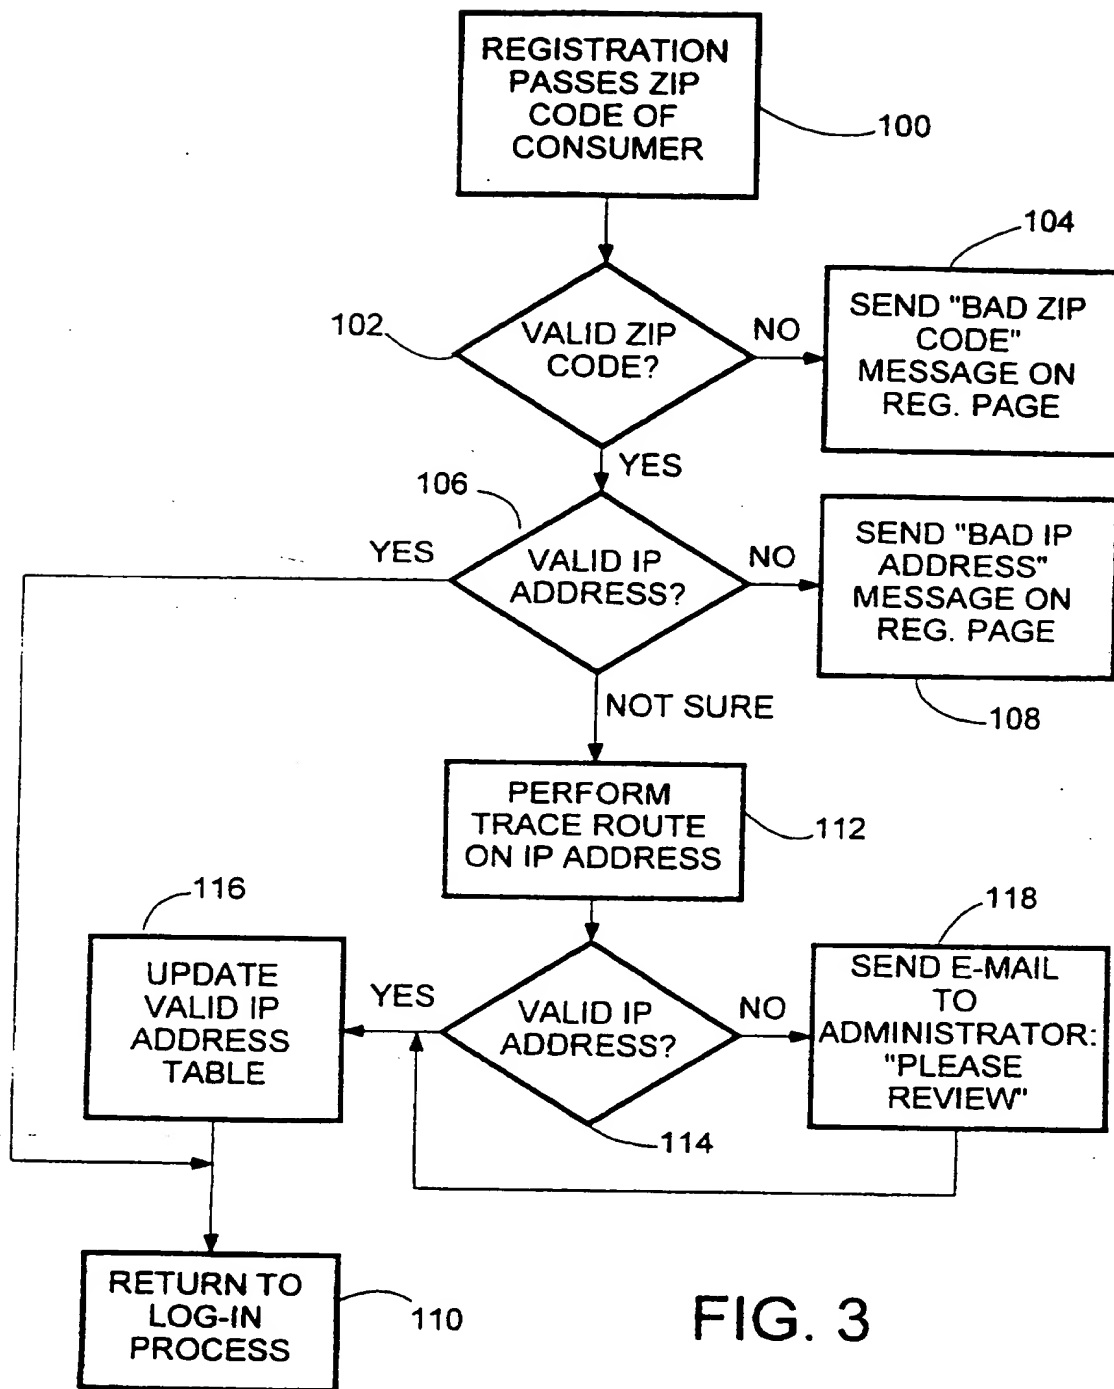 REGISTRATION
PASSES ZIP
CODE OF
CONSUMER
100
104
102
VALID ZIP
CODE?
NO
SEND "BAD ZIP
CODE"
MESSAGE ON
REG. PAGE
YES
106
YES
VALID IP
ADDRESS?
NO
SEND "BAD IP
ADDRESS"
MESSAGE ON
REG. PAGE
108
NOT SURE
PERFORM
TRACE ROUTE
ON IP ADDRESS
112
116
118
UPDATE
VALID IP
ADDRESS
TABLE
YES
VALID IP
ADDRESS?
NO
SEND E-MAIL
TO
ADMINISTRATOR:
"PLEASE
REVIEW"
114
RETURN TO
LOG-IN
PROCESS
110
FIG. 3